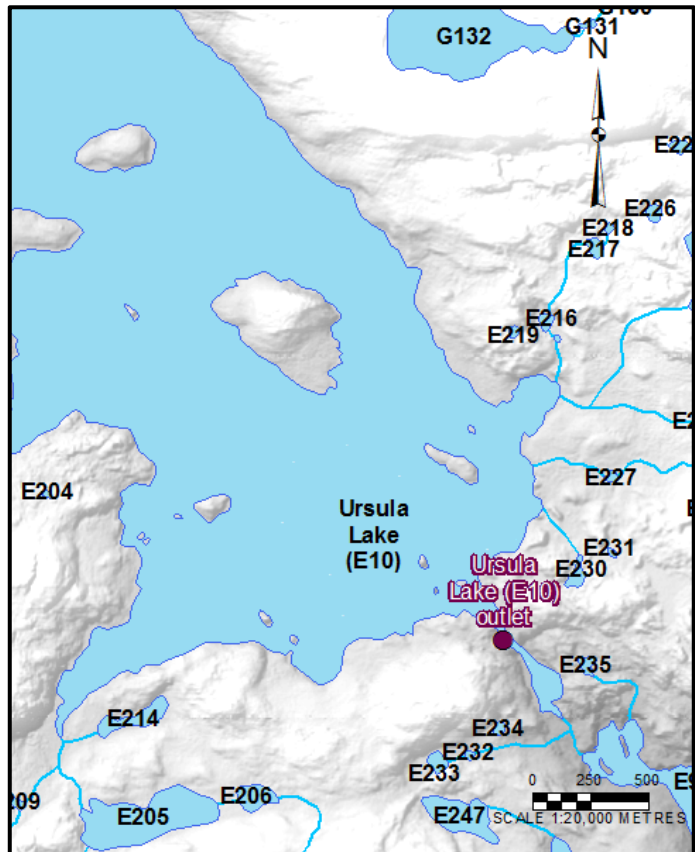 G132
G131
N
E226
E218
E217
E216
E219
E204
E227
Ursula
Lake
(E10)
E231
E230
Ursula
Lake (E10)
outlet
E235
E214
E234
E232
E233
E206
E205
E247
0 250 500
SCALE 1:20,000 METRES